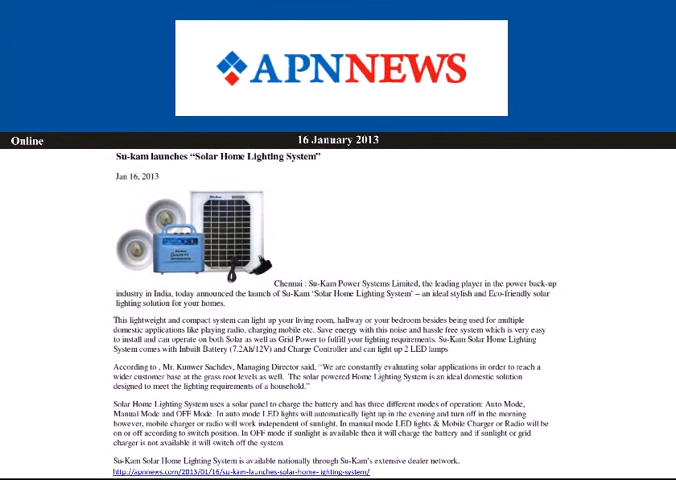 APNNEWS
Online
16 January 2013
Su-kam launches “Solar Home Lighting System”
Jan 16, 2013
Chennai : Su-Kam Power Systems Limited, the leading player in the power back-up
industry in India, today announced the launch of Su-Kam ‘Solar Home Lighting System’ – an ideal stylish and Eco-friendly solar
lighting solution for your homes.
This lightweight and compact system can light up your living room, hallway or your bedroom besides being used for multiple
domestic applications like playing radio, charging mobile etc. Save energy with this noise and hassle free system which is very easy
to install and can operate on both Solar as well as Grid Power to fulfill your lighting requirements. Su-Kam Solar Home Lighting
System comes with Inbuilt Battery (7.2Ah/12V) and Charge Controller and can light up 2 LED lamps
According to , Mr. Kunwer Sachdev, Managing Director said, “We are constantly evaluating solar applications in order to reach a
wider customer base at the grass root levels as well. The solar powered Home Lighting System is an ideal domestic solution
designed to meet the lighting requirements of a household.”
Solar Home Lighting System uses a solar panel to charge the battery and has three different modes of operation: Auto Mode,
Manual Mode and OFF Mode. In auto mode LED lights will automatically light up in the evening and turn off in the morning
however, mobile charger or radio will work independent of sunlight. In manual mode LED lights & Mobile Charger or Radio will be
on or off according to switch position. In OFF mode if sunlight is available then it will charge the battery and if sunlight or grid
charger is not available it will switch off the system
Su-Kam Solar Home Lighting System is available nationally through Su-Kam’s extensive dealer network.
http://apnnews.com/2013/01/16/su-kam-launches-solar-home-lighting-system/